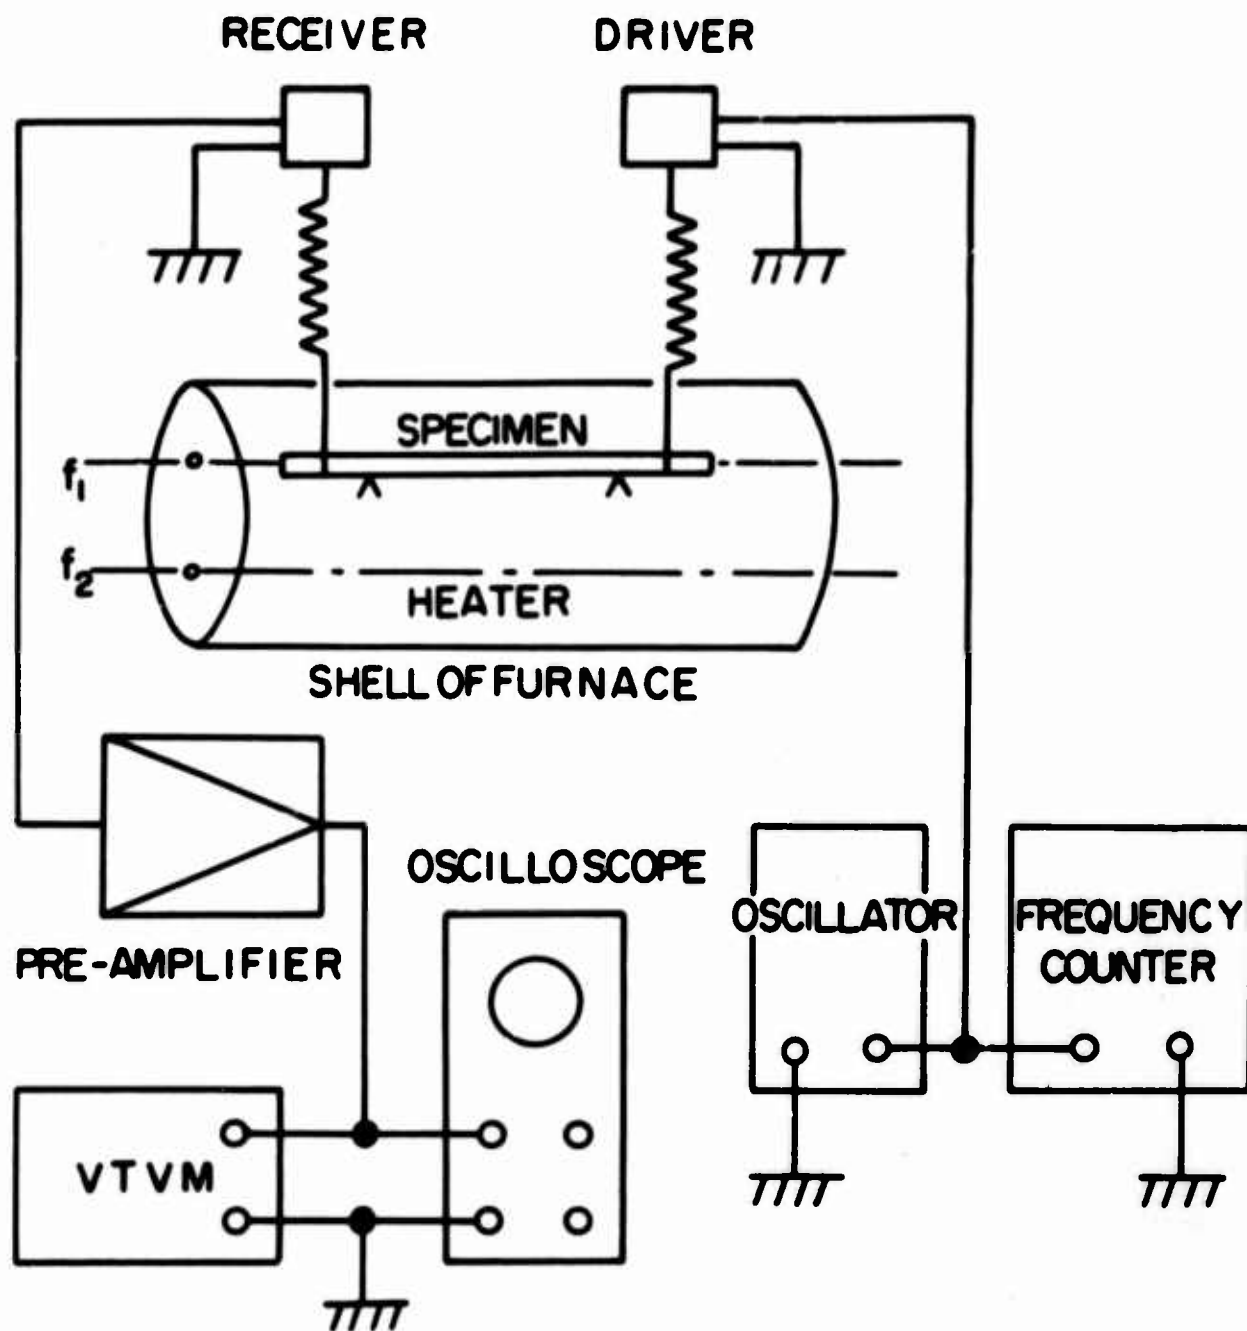 RECEIVER DRIVER
SPECIMEN
f1
f2
HEATER
SHELL OF FURNACE
OSCILLOSCOPE
OSCILLATOR FREQUENCY
COUNTER
PRE-AMPLIFIER
VTVM